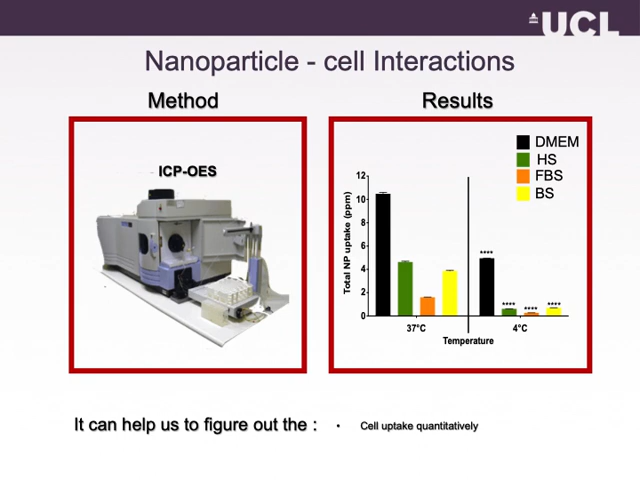 UCL
Nanoparticle - cell Interactions
Method
Results
ICP-OES
DMEM
HS
FBS
BS
Total NP uptake (ppm)
12
10
8
6
4
2
0
****
**** **** ****
37°C 4°C
Temperature
It can help us to figure out the : • Cell uptake quantitatively